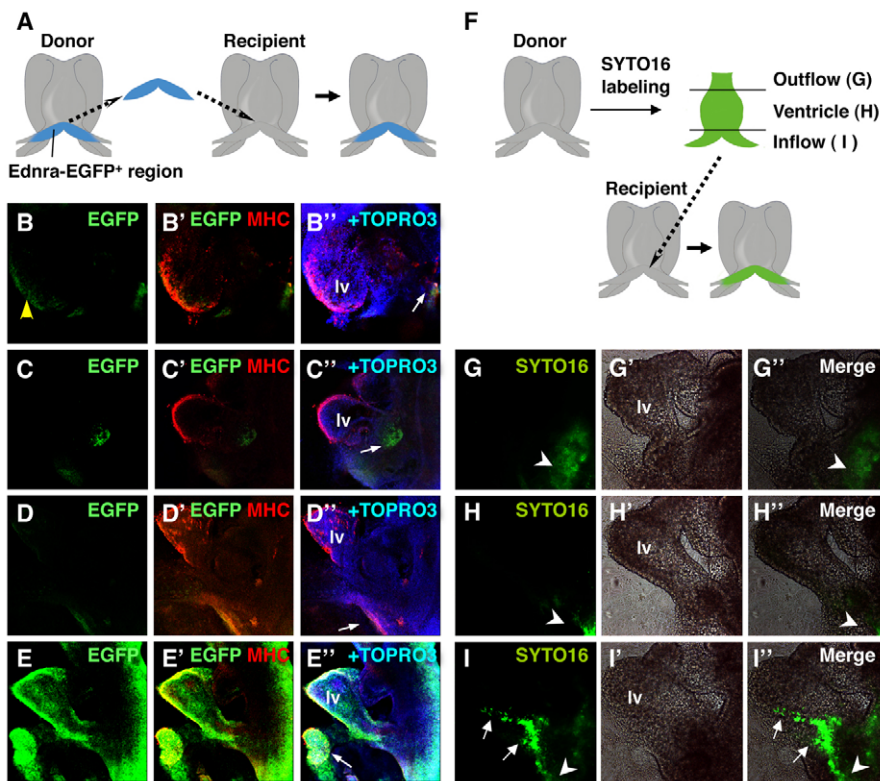 A
Donor
Recipient
Ednra-EGFP+ region
F
Donor
SYTO16
labeling
Outflow (G)
Ventricle (H)
Inflow ( I )
Recipient
B EGFP
B' EGFP MHC
B'' +TOPRO3
lv
C EGFP
C' EGFP MHC
C'' +TOPRO3
lv
D EGFP
D' EGFP MHC
D'' +TOPRO3
lv
E EGFP
E' EGFP MHC
E'' +TOPRO3
lv
G SYTO16
G'
lv
G'' Merge
H SYTO16
H'
lv
H'' Merge
I SYTO16
I'
lv
I'' Merge